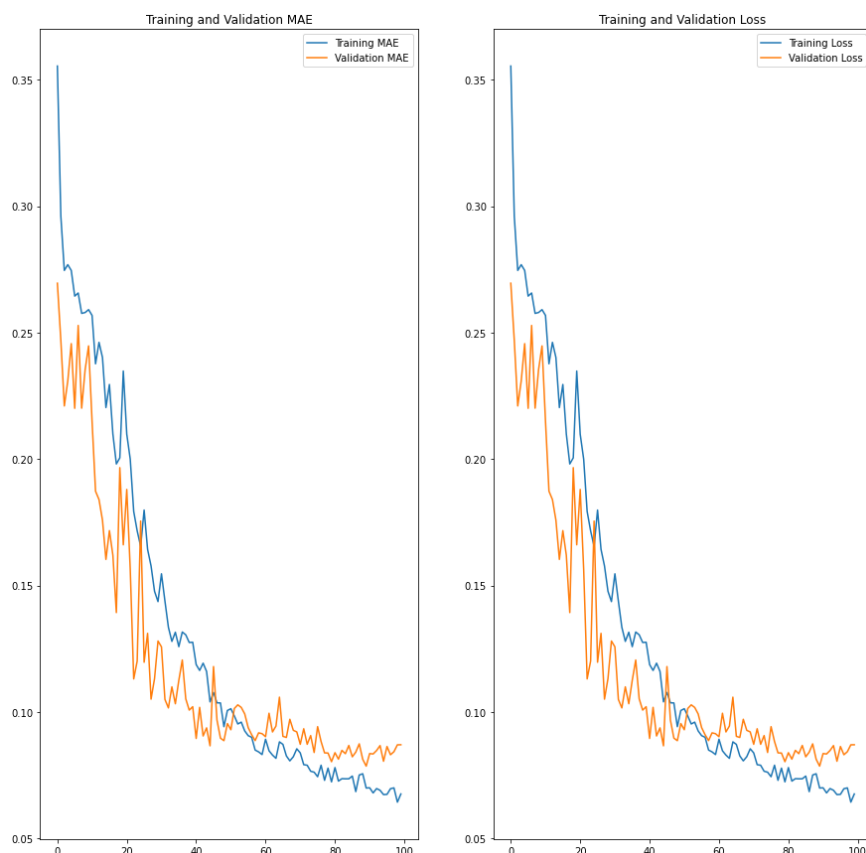 Training and Validation MAE
Training MAE
Validation MAE
0.35
0.30
0.25
0.20
0.15
0.10
0.05
0 20 40 60 80 100
Training and Validation Loss
Training Loss
Validation Loss
0.35
0.30
0.25
0.20
0.15
0.10
0.05
0 20 40 60 80 100